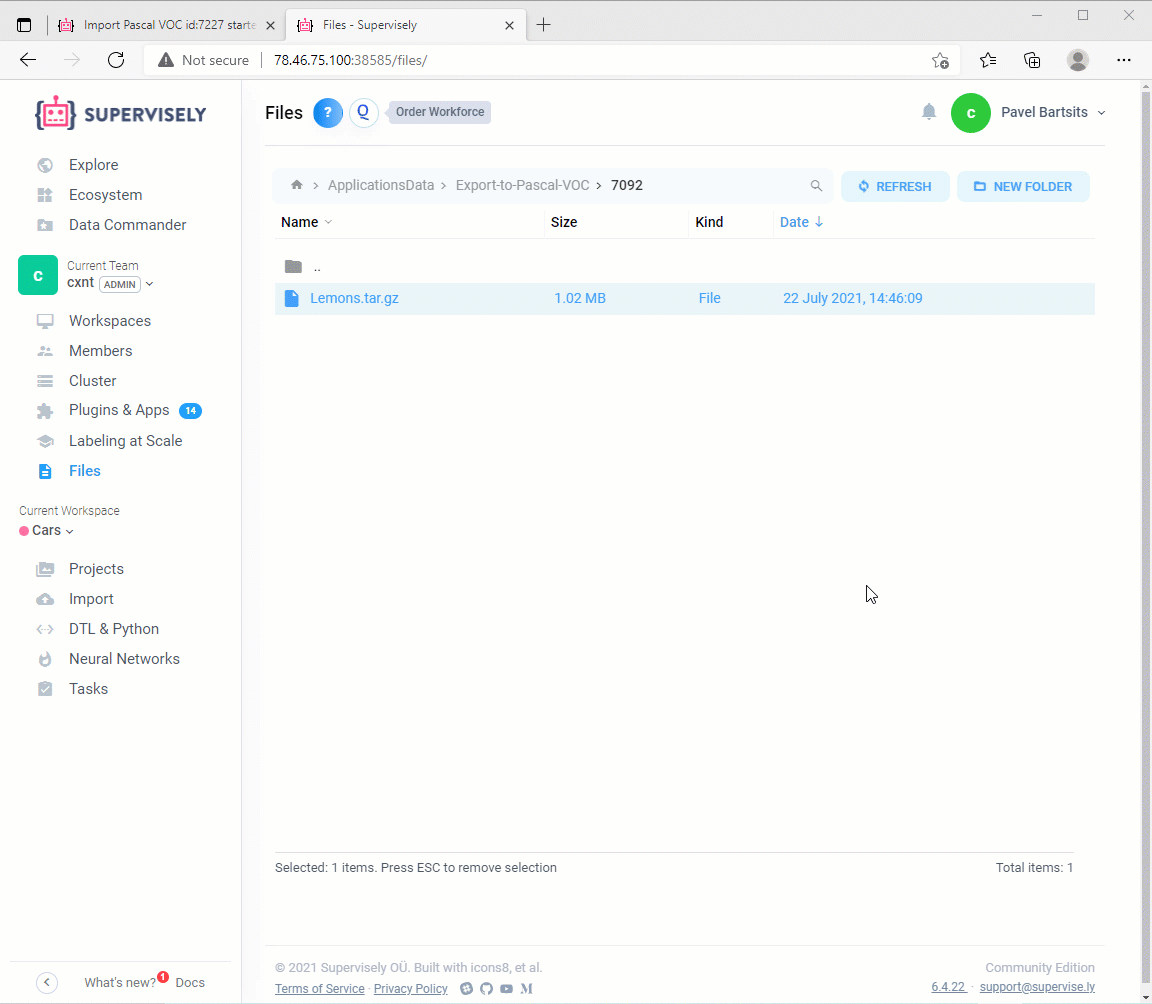 Import Pascal VOC id:7227 starte
Files - Supervisely
Not secure
78.46.75.100:38585/files/
SUPERVISELY
Files
?
Q
Order Workforce
c
Pavel Bartsits
Explore
Ecosystem
Data Commander
c
Current Team
cxnt
ADMIN
Workspaces
Members
Cluster
Plugins & Apps
14
Labeling at Scale
Files
Current Workspace
Cars
Projects
Import
DTL & Python
Neural Networks
Tasks
What's new?
1
Docs
ApplicationsData
Export-to-Pascal-VOC
7092
REFRESH
NEW FOLDER
Name
Size
Kind
Date
..
Lemons.tar.gz
1.02 MB
File
22 July 2021, 14:46:09
Selected: 1 items. Press ESC to remove selection
Total items: 1
© 2021 Supervisely OÜ. Built with icons8, et al.
Community Edition
Terms of Service · Privacy Policy
6.4.22 · support@supervise.ly